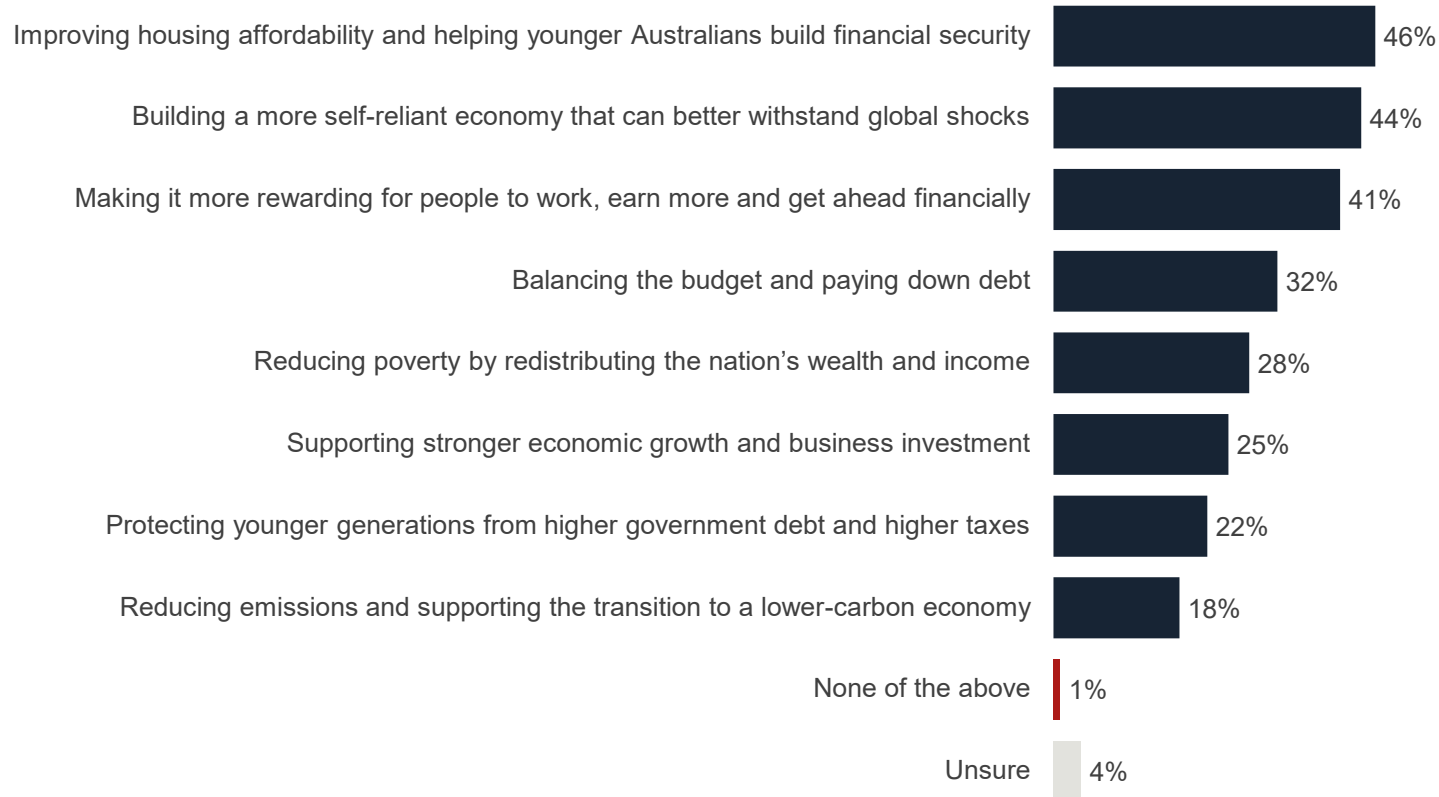 Improving housing affordability and helping younger Australians build financial security 46%
Building a more self-reliant economy that can better withstand global shocks 44%
Making it more rewarding for people to work, earn more and get ahead financially 41%
Balancing the budget and paying down debt 32%
Reducing poverty by redistributing the nation’s wealth and income 28%
Supporting stronger economic growth and business investment 25%
Protecting younger generations from higher government debt and higher taxes 22%
Reducing emissions and supporting the transition to a lower-carbon economy 18%
None of the above 1%
Unsure 4%